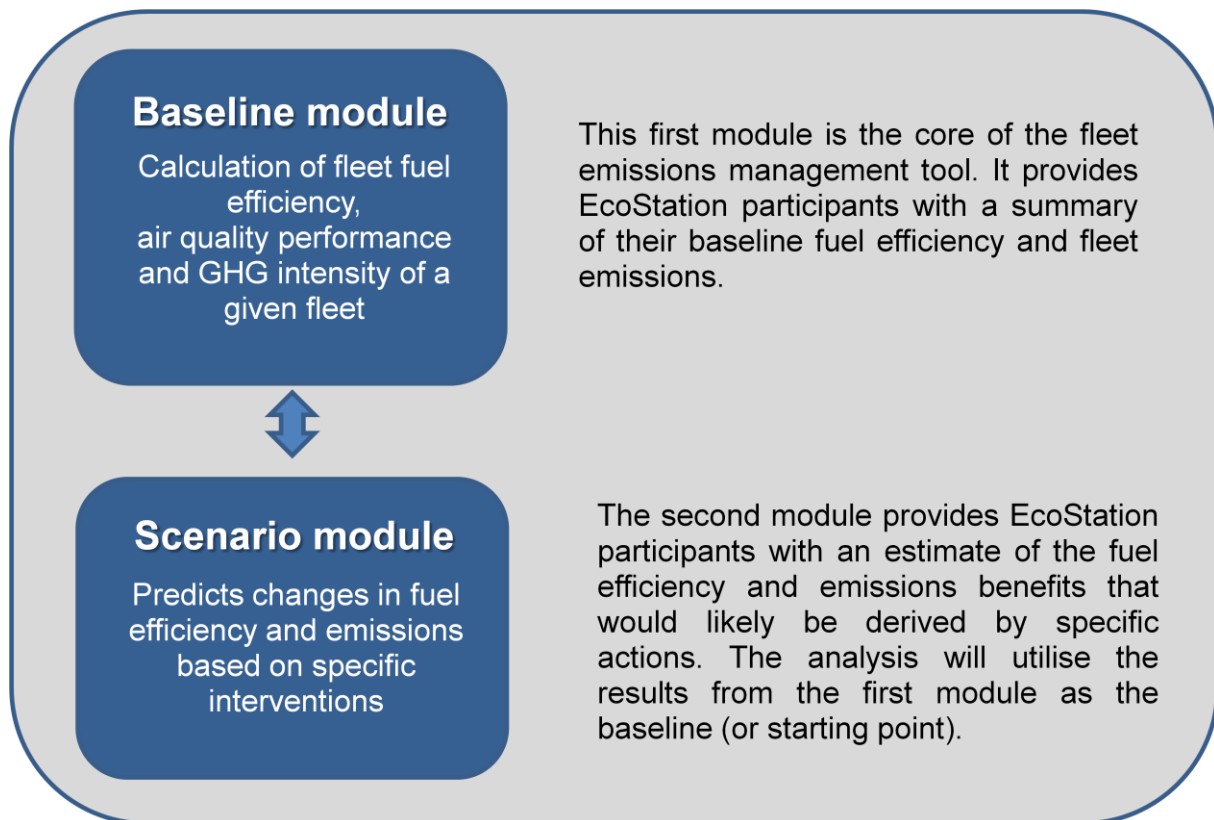 Baseline module
Calculation of fleet fuel
efficiency,
air quality performance
and GHG intensity of a
given fleet
This first module is the core of the fleet
emissions management tool. It provides
EcoStation participants with a summary
of their baseline fuel efficiency and fleet
emissions.
Scenario module
Predicts changes in fuel
efficiency and emissions
based on specific
interventions
The second module provides EcoStation
participants with an estimate of the fuel
efficiency and emissions benefits that
would likely be derived by specific
actions. The analysis will utilise the
results from the first module as the
baseline (or starting point).